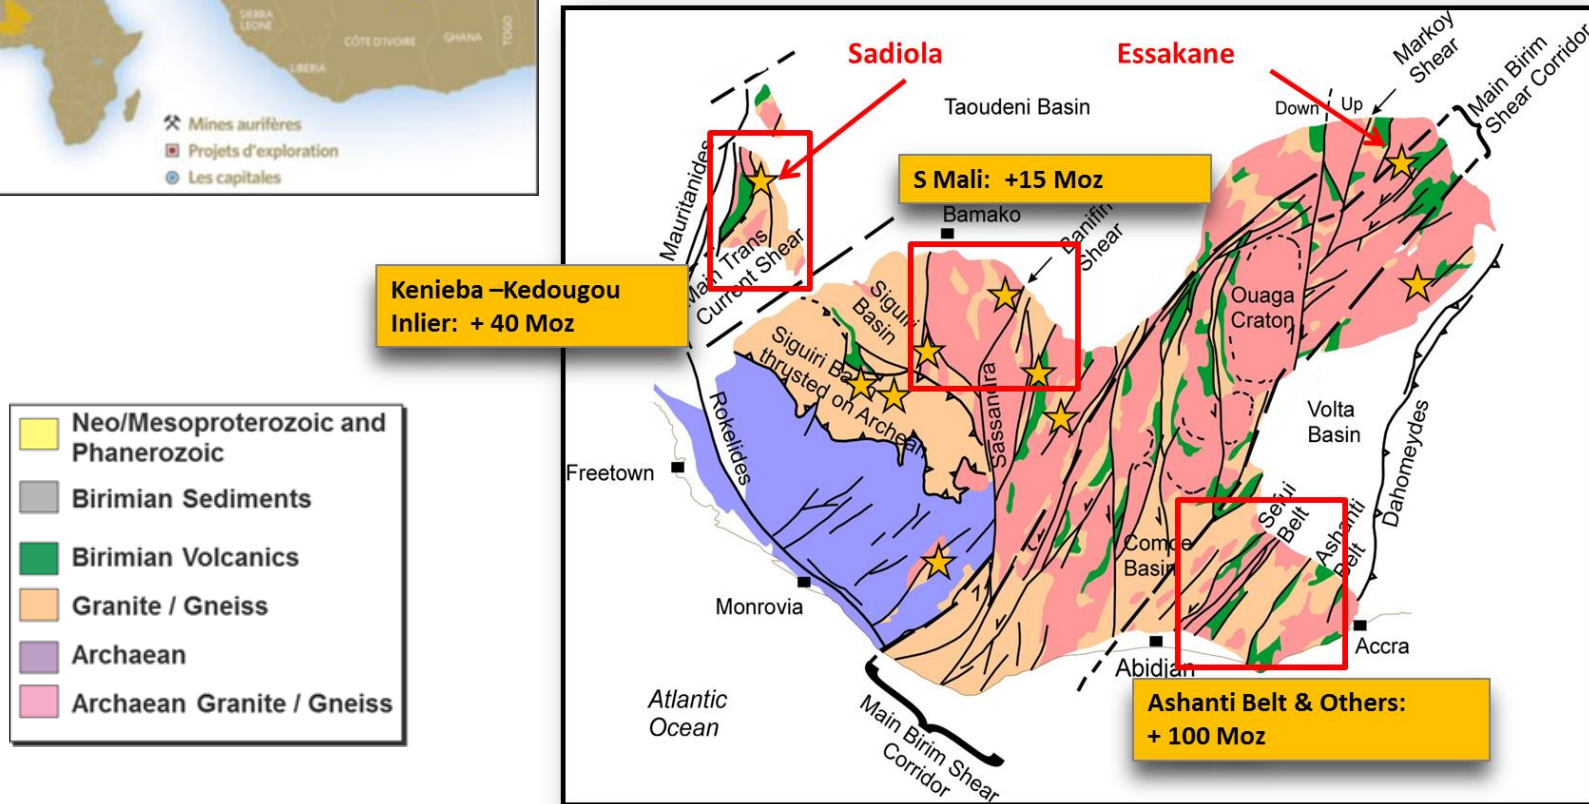 SIERRA
LEONE
CÔTE D'IVOIRE
GHANA
TOGO
LIBERIA
Mines aurifères
Projets d'exploration
Les capitales
Sadiola
Essakane
Markoy
Shear
Main Birim
Shear Corridor
Taoudeni Basin
Down
Up
Mauritanides
S Mali: +15 Moz
Bamako
Banifin
Shear
Main Trans
Current Shear
Kenieba –Kedougou
Inlier: + 40 Moz
Siguiri
Basin
Siguiri Basin
thrusted on Archean
Sassandra
Ouaga
Craton
Volta
Basin
Dahomeydes
Rokelides
Freetown
Neo/Mesoproterozoic and
Phanerozoic
Birimian Sediments
Birimian Volcanics
Granite / Gneiss
Archaean
Archaean Granite / Gneiss
Sefui
Belt
Ashanti
Belt
Comoe
Basin
Monrovia
Accra
Abidjan
Atlantic
Ocean
Main Birim Shear
Corridor
Ashanti Belt & Others:
+ 100 Moz